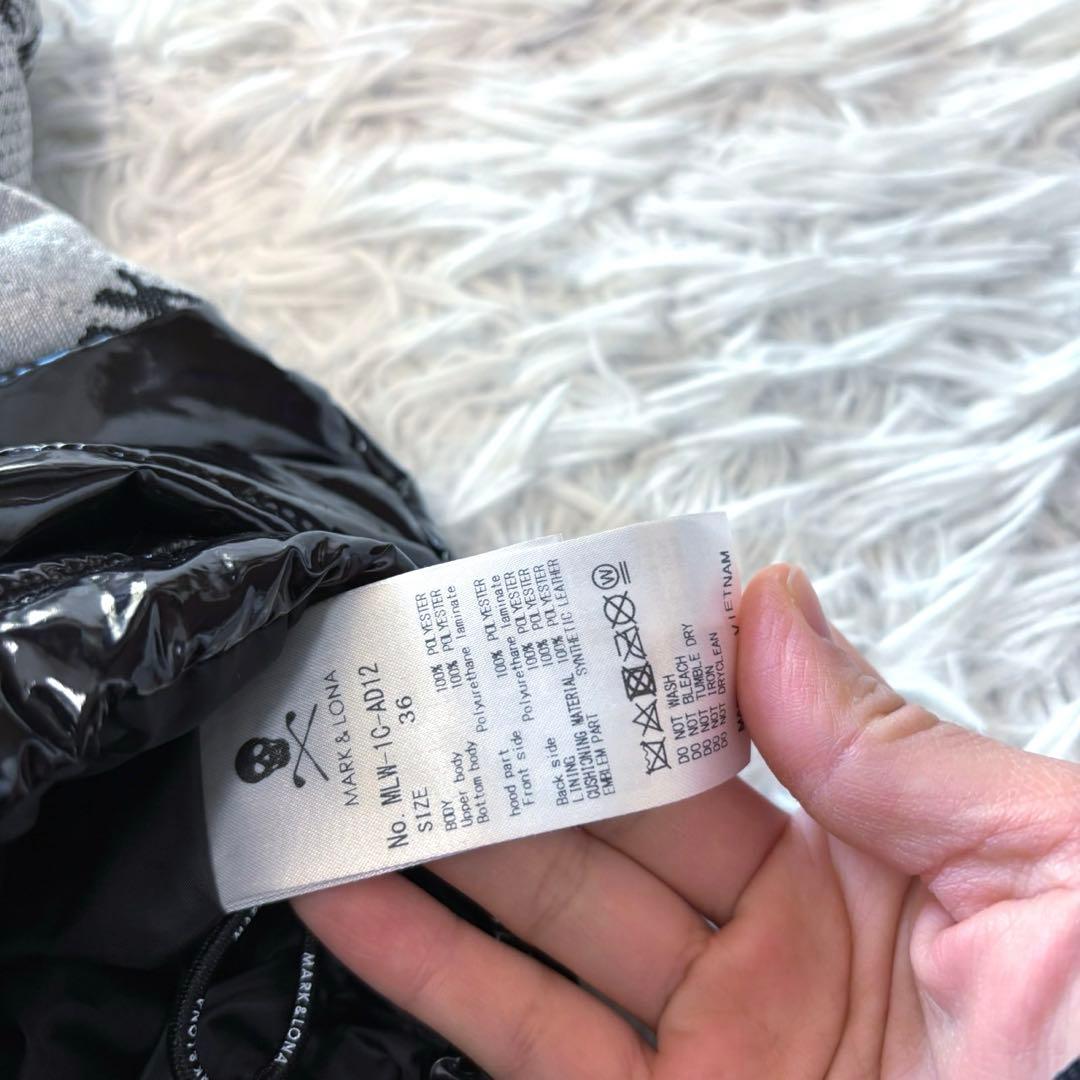 MARK & LONA
No. MLW-1C-AD12
SIZE 36
BODY
Upper body 100% POLYESTER
Bottom body 100% POLYESTER
Polyurethane laminate
hood part
Front side 100% POLYESTER
Polyurethane laminate
Back side 100% POLYESTER
LINING 100% POLYESTER
CUSHIONING MATERIAL 100% POLYESTER
EMBLEM PART SYNTHETIC LEATHER
W
DO NOT WASH
DO NOT BLEACH
DO NOT TUMBLE DRY
DO NOT IRON
DO NOT DRYCLEAN
VIETNAM
MARK&LONA